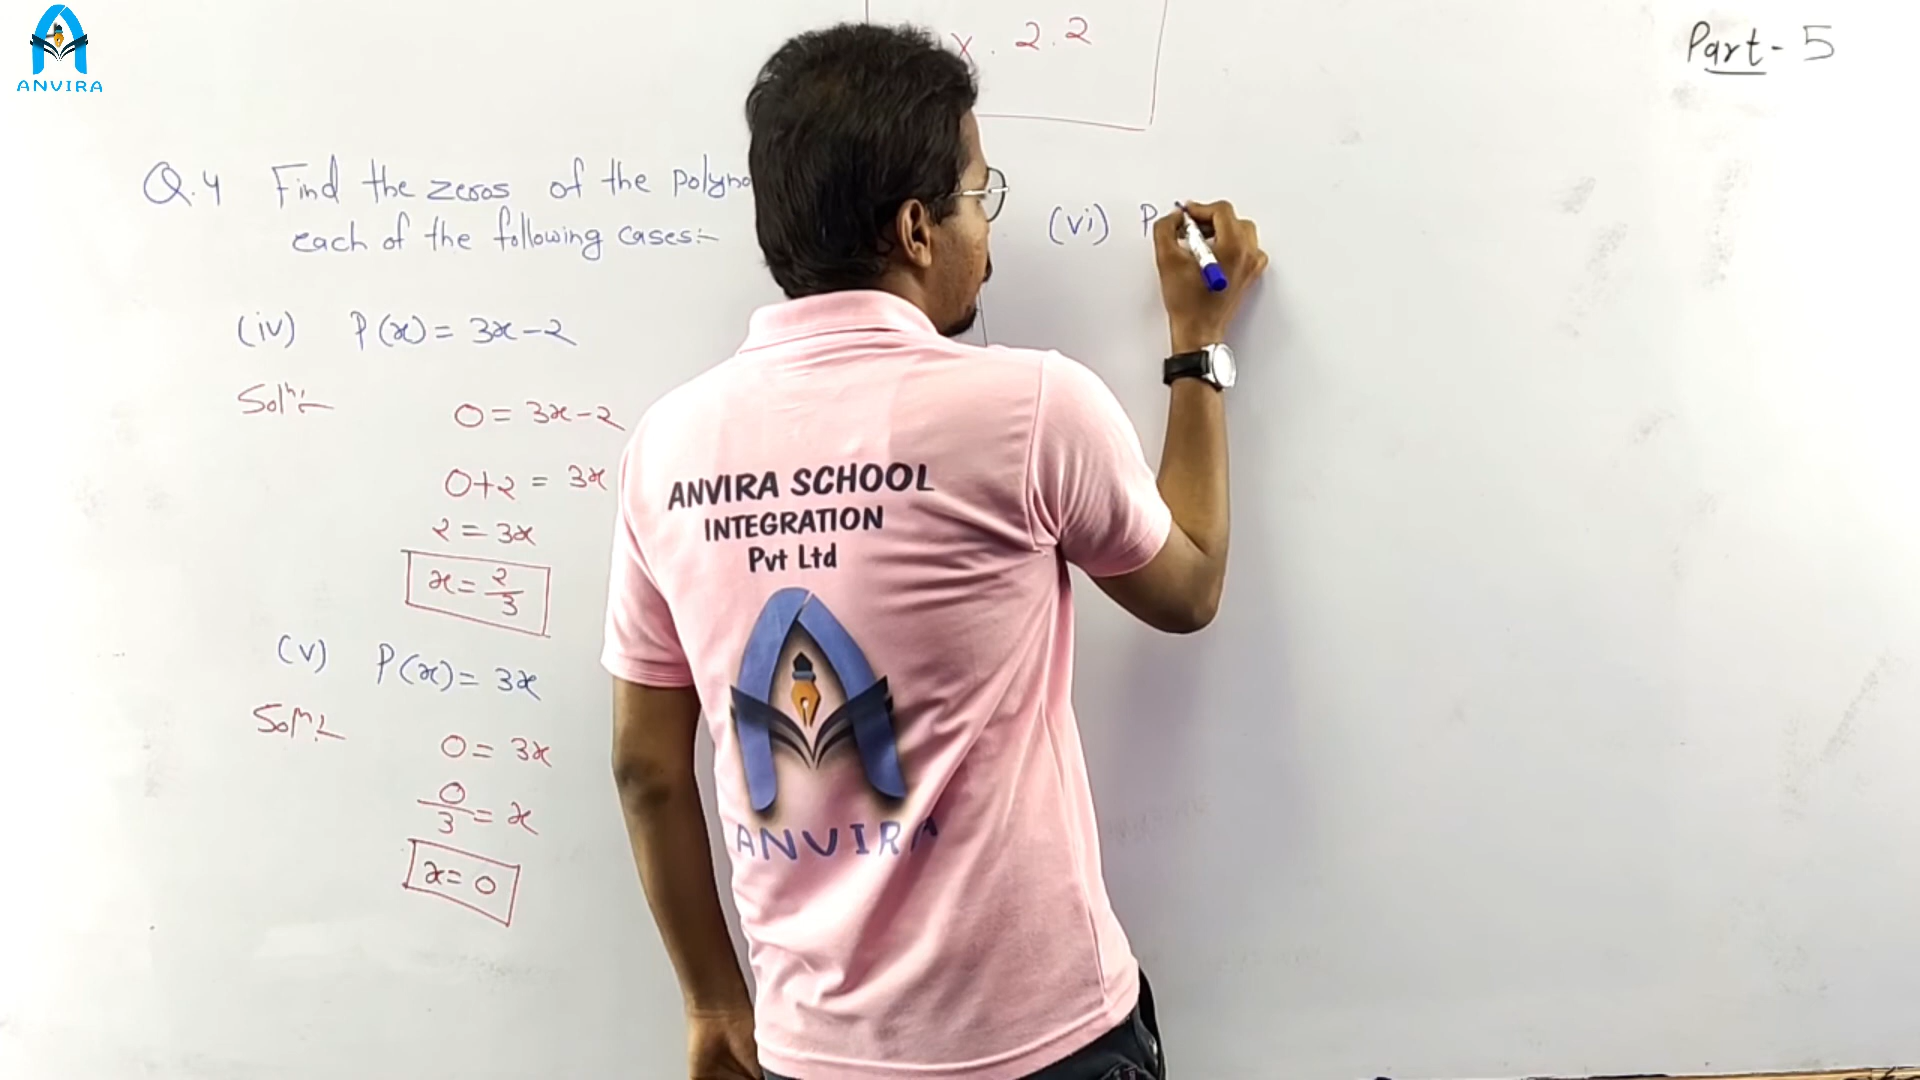 ANVIRA
x. 2.2
Part - 5
Q.4 Find the zeros of the polyno
each of the following cases:-
(iv) P(x) = 3x-2
Solⁿ:-
0 = 3x-2
0+2 = 3x
2 = 3x
x = 2/3
(v) P(x) = 3x
Solⁿ:-
0 = 3x
0/3 = x
x = 0
(vi) P
ANVIRA SCHOOL
INTEGRATION
Pvt Ltd
ANVIRA